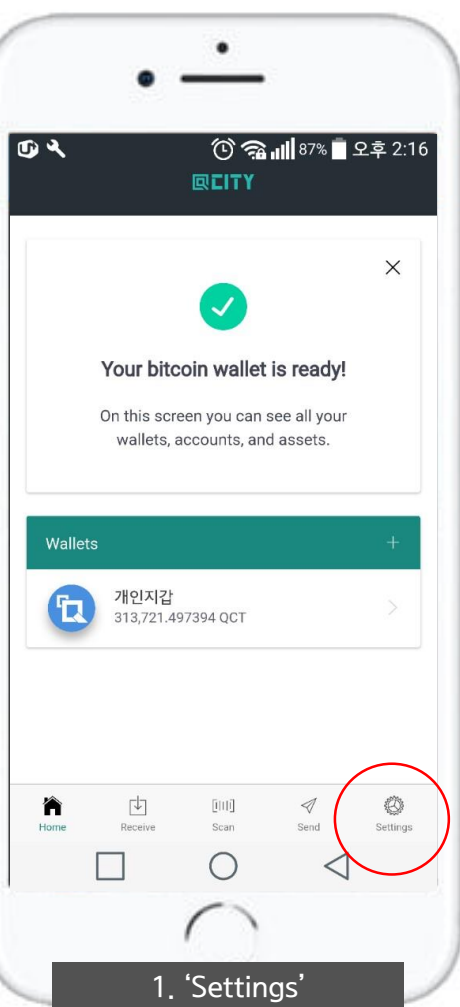 87% 오후 2:16
QCITY
Your bitcoin wallet is ready!
On this screen you can see all your
wallets, accounts, and assets.
Wallets
개인지갑
313,721.497394 QCT
Home Receive Scan Send Settings
1. ‘Settings’